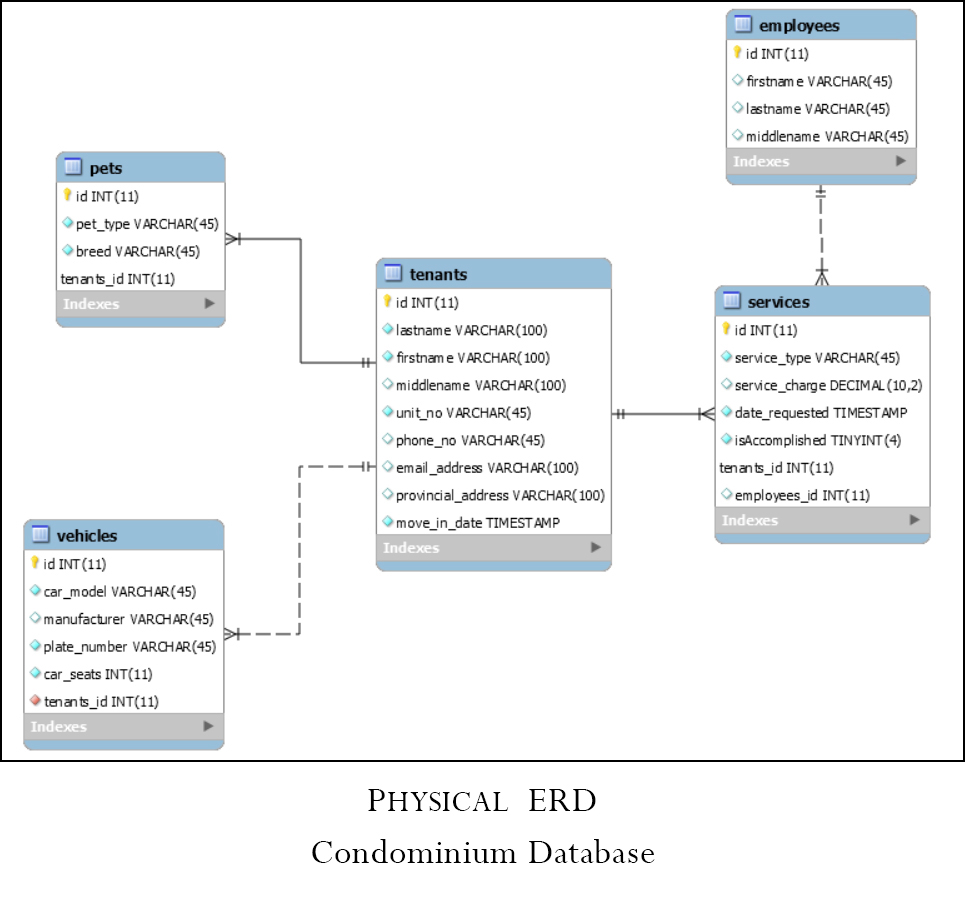 employees
id INT(11)
firstname VARCHAR(45)
lastname VARCHAR(45)
middlename VARCHAR(45)
Indexes
pets
id INT(11)
pet_type VARCHAR(45)
breed VARCHAR(45)
tenants_id INT(11)
Indexes
tenants
id INT(11)
lastname VARCHAR(100)
firstname VARCHAR(100)
middlename VARCHAR(100)
unit_no VARCHAR(45)
phone_no VARCHAR(45)
email_address VARCHAR(100)
provincial_address VARCHAR(100)
move_in_date TIMESTAMP
Indexes
services
id INT(11)
service_type VARCHAR(45)
service_charge DECIMAL(10,2)
date_requested TIMESTAMP
isAccomplished TINYINT(4)
tenants_id INT(11)
employees_id INT(11)
Indexes
vehicles
id INT(11)
car_model VARCHAR(45)
manufacturer VARCHAR(45)
plate_number VARCHAR(45)
car_seats INT(11)
tenants_id INT(11)
Indexes
PHYSICAL ERD
Condominium Database